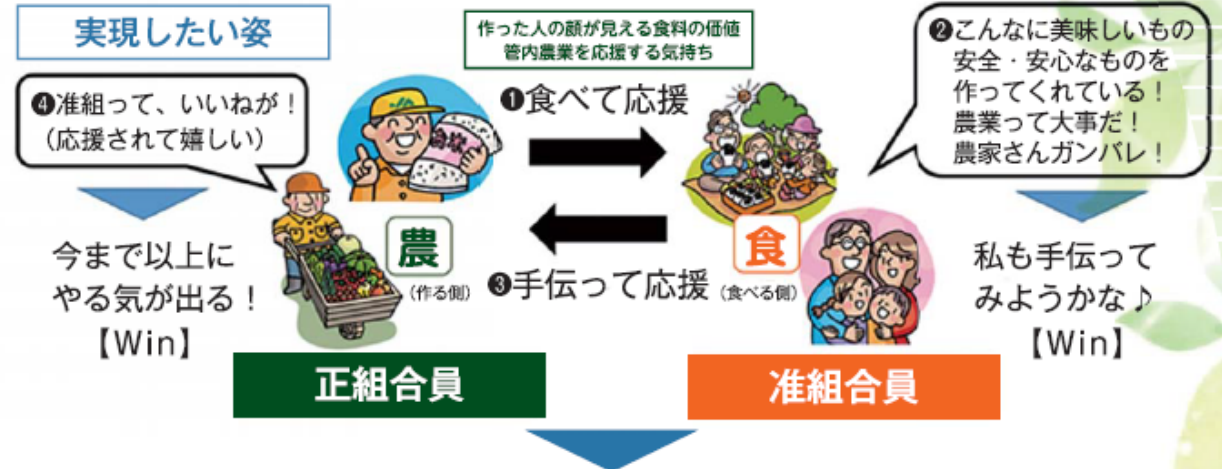 実現したい姿
作った人の顔が見える食料の価値
管内農業を応援する気持ち
❶食べて応援
❷こんなに美味しいもの
安全・安心なものを
作ってくれている！
農業って大事だ！
農家さんガンバレ！
❹准組って、いいねが！
（応援されて嬉しい）
今まで以上に
やる気が出る！
【Win】
農
（作る側）
❸手伝って応援
食
（食べる側）
私も手伝って
みようかな♪
【Win】
正組合員
准組合員